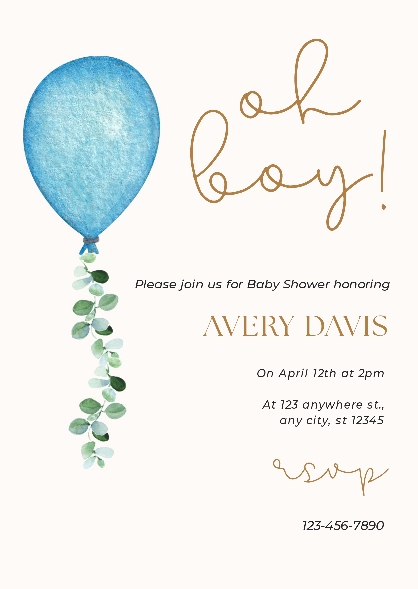 oh
boy!
Please join us for Baby Shower honoring
AVERY DAVIS
On April 12th at 2pm
At 123 anywhere st.,
any city, st 12345
rsvp
123-456-7890